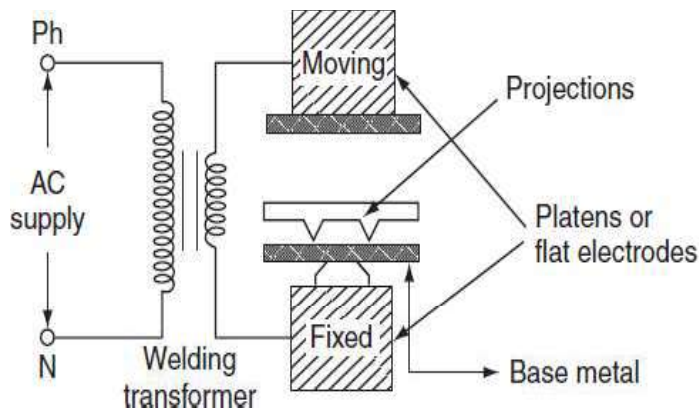 Ph
Moving
Projections
AC
supply
Platens or
flat electrodes
Fixed
N
Welding
transformer
Base metal